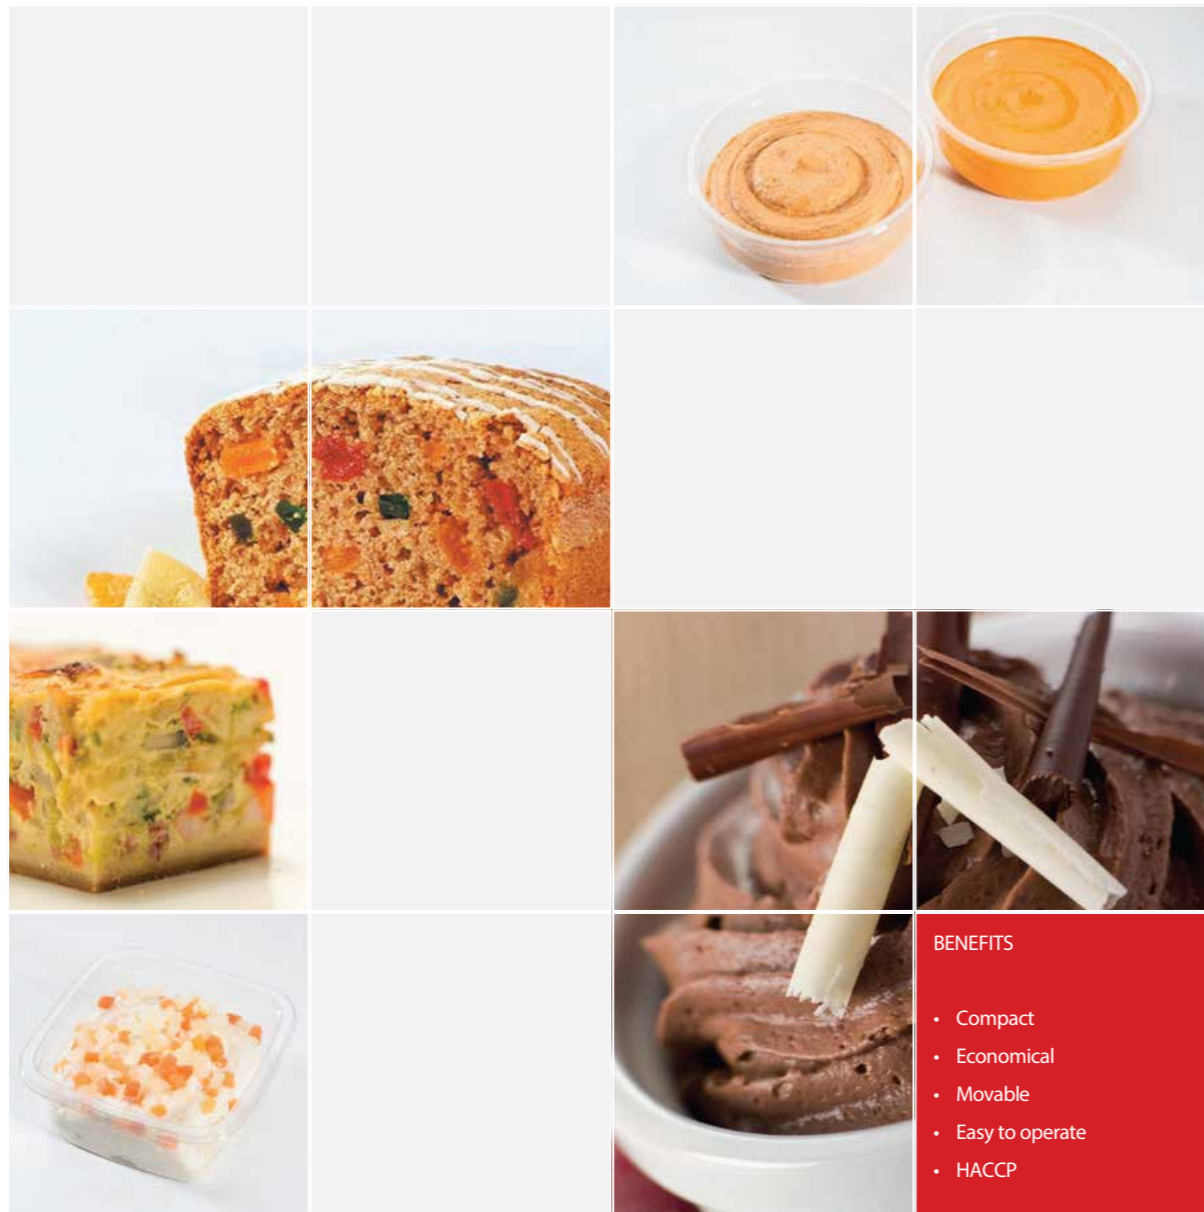 BENEFITS
• Compact
• Economical
• Movable
• Easy to operate
• HACCP